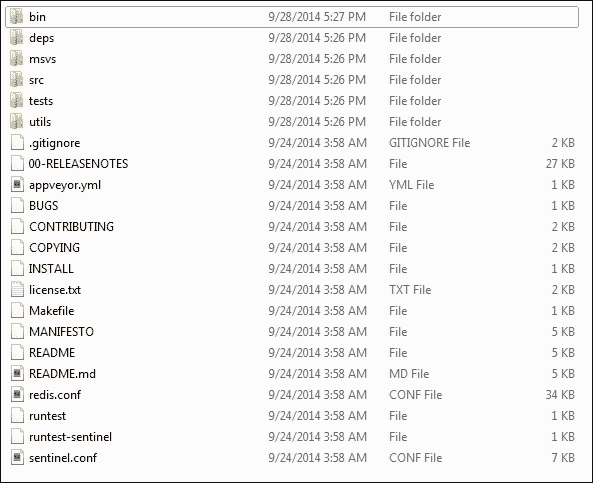 bin 9/28/2014 5:27 PM File folder
deps 9/28/2014 5:26 PM File folder
msvs 9/28/2014 5:26 PM File folder
src 9/28/2014 5:26 PM File folder
tests 9/28/2014 5:26 PM File folder
utils 9/28/2014 5:26 PM File folder
.gitignore 9/24/2014 3:58 AM GITIGNORE File 2 KB
00-RELEASENOTES 9/24/2014 3:58 AM File 27 KB
appveyor.yml 9/24/2014 3:58 AM YML File 1 KB
BUGS 9/24/2014 3:58 AM File 1 KB
CONTRIBUTING 9/24/2014 3:58 AM File 2 KB
COPYING 9/24/2014 3:58 AM File 2 KB
INSTALL 9/24/2014 3:58 AM File 1 KB
license.txt 9/24/2014 3:58 AM TXT File 2 KB
Makefile 9/24/2014 3:58 AM File 1 KB
MANIFESTO 9/24/2014 3:58 AM File 5 KB
README 9/24/2014 3:58 AM File 5 KB
README.md 9/24/2014 3:58 AM MD File 5 KB
redis.conf 9/24/2014 3:58 AM CONF File 34 KB
runtest 9/24/2014 3:58 AM File 1 KB
runtest-sentinel 9/24/2014 3:58 AM File 1 KB
sentinel.conf 9/24/2014 3:58 AM CONF File 7 KB